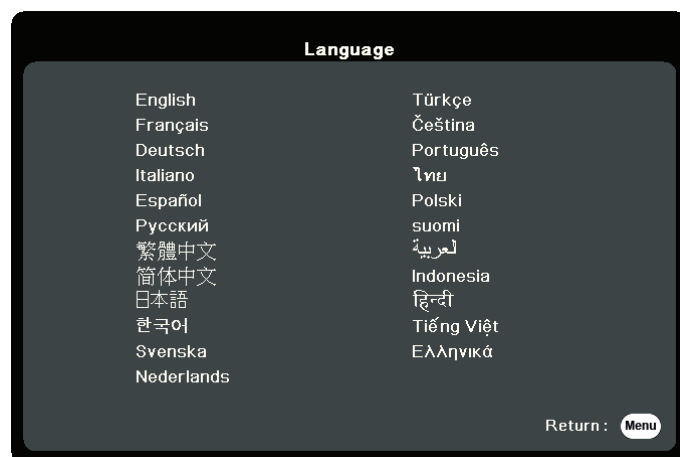 Language
English
Français
Deutsch
Italiano
Español
Русский
繁體中文
简体中文
日本語
한국어
Svenska
Nederlands
Türkçe
Čeština
Português
ไทย
Polski
suomi
العربية
Indonesia
हिन्दी
Tiếng Việt
Ελληνικά
Return : Menu